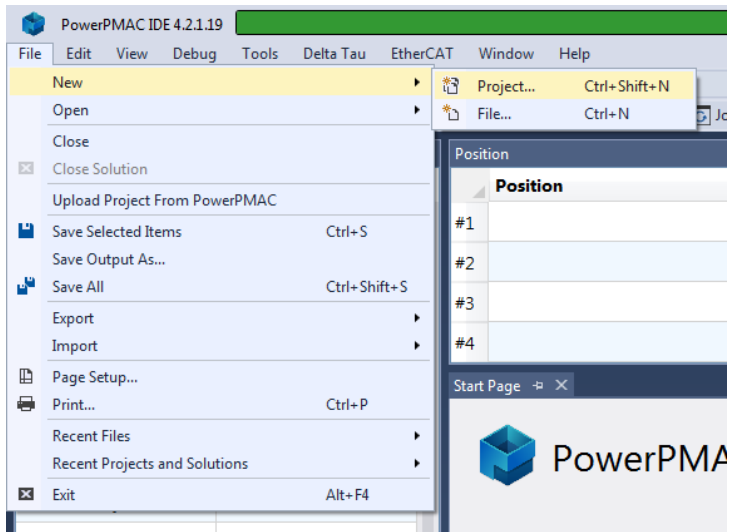 PowerPMAC IDE 4.2.1.19
File Edit View Debug Tools Delta Tau EtherCAT Window Help
New
Project... Ctrl+Shift+N
Open
File... Ctrl+N
Close
Position
Close Solution
Position
Upload Project From PowerPMAC
#1
Save Selected Items Ctrl+S
Save Output As...
#2
Save All Ctrl+Shift+S
#3
Export
Import
#4
Page Setup...
Start Page
Print... Ctrl+P
Recent Files
Recent Projects and Solutions
PowerPMA
Exit Alt+F4